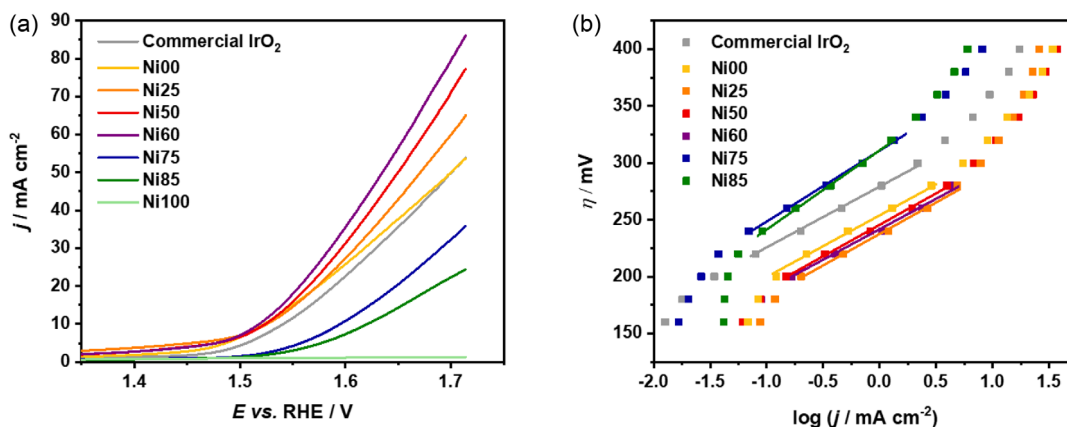 (a)
90
80
70
60
50
40
30
20
10
0
j / mA cm⁻²
Commercial IrO₂
Ni00
Ni25
Ni50
Ni60
Ni75
Ni85
Ni100
1.4 1.5 1.6 1.7
E vs. RHE / V
(b)
400
350
300
250
200
150
η / mV
Commercial IrO₂
Ni00
Ni25
Ni50
Ni60
Ni75
Ni85
-2.0 -1.5 -1.0 -0.5 0.0 0.5 1.0 1.5
log (j / mA cm⁻²)